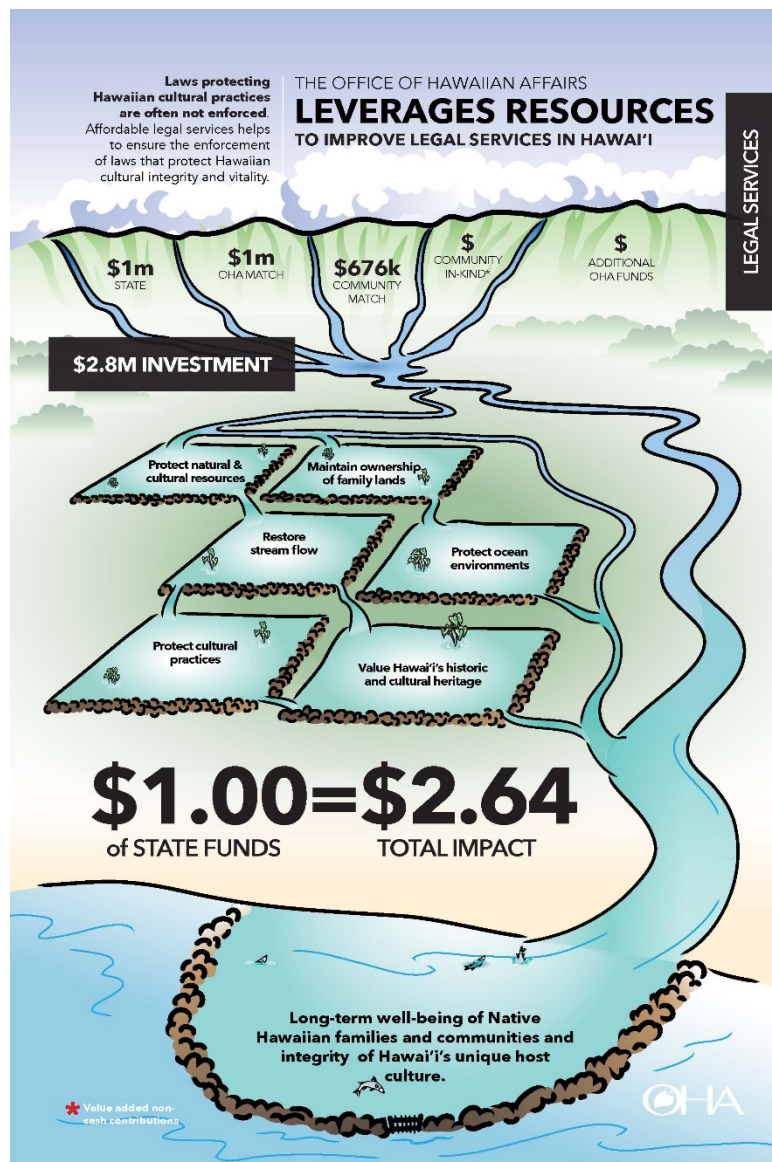 Laws protecting
Hawaiian cultural practices
are often not enforced.
Affordable legal services helps
to ensure the enforcement
of laws that protect Hawaiian
cultural integrity and vitality.
THE OFFICE OF HAWAIIAN AFFAIRS
LEVERAGES RESOURCES
TO IMPROVE LEGAL SERVICES IN HAWAI‘I
LEGAL SERVICES
$1m
STATE
$1m
OHA MATCH
$676k
COMMUNITY
MATCH
$
COMMUNITY
IN-KIND*
$
ADDITIONAL
OHA FUNDS
$2.8M INVESTMENT
Protect natural &
cultural resources
Maintain ownership
of family lands
Restore
stream flow
Protect ocean
environments
Protect cultural
practices
Value Hawai‘i’s historic
and cultural heritage
$1.00=$2.64
of STATE FUNDS
TOTAL IMPACT
Long-term well-being of Native
Hawaiian families and communities and
integrity of Hawai‘i’s unique host
culture.
* Value added non-
cash contributions
OHA